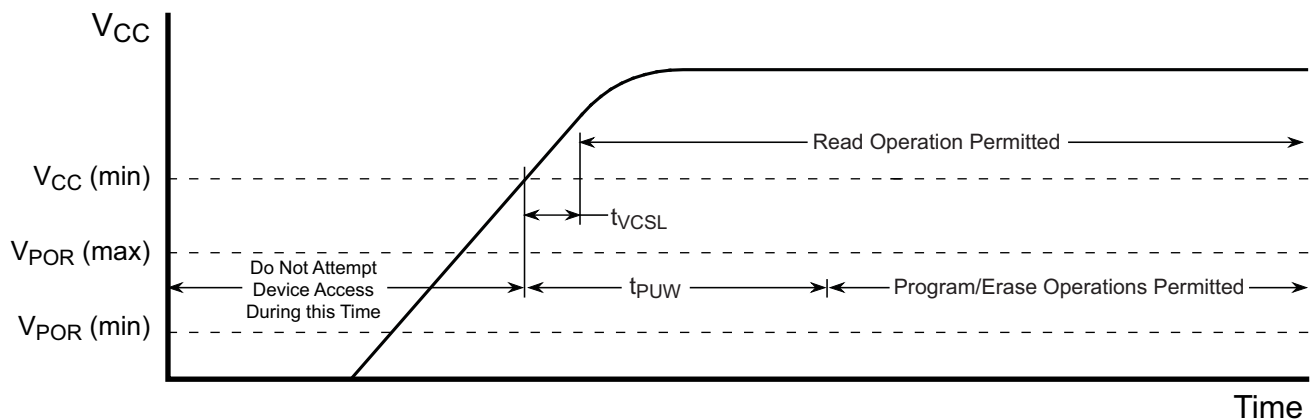 VCC
Read Operation Permitted
VCC (min)
tVCSL
VPOR (max)
Do Not Attempt
Device Access
During this Time
tPUW
Program/Erase Operations Permitted
VPOR (min)
Time